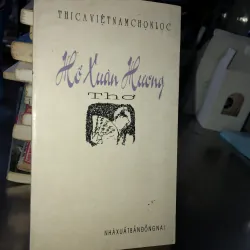 THI CA VIỆT NAM CHỌN LỌC
Hồ Xuân Hương
Thơ
NHÀ XUẤT BẢN ĐỒNG NAI